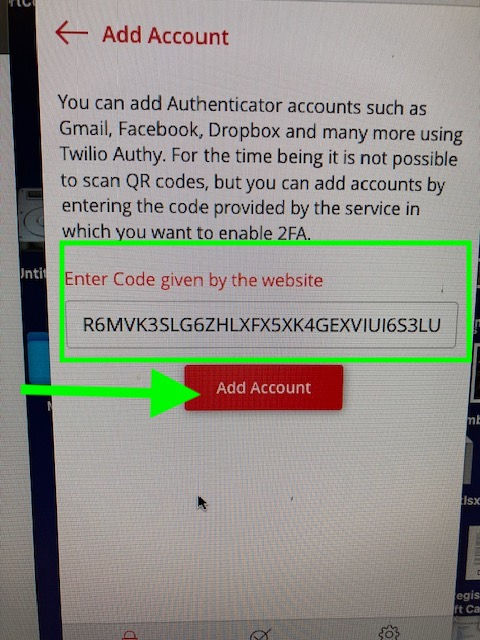 Add Account
You can add Authenticator accounts such as
Gmail, Facebook, Dropbox and many more using
Twilio Authy. For the time being it is not possible
to scan QR codes, but you can add accounts by
entering the code provided by the service in
which you want to enable 2FA.
Enter Code given by the website
R6MVK3SLG6ZHLXFX5XK4GEXVIUI6S3LU
Add Account